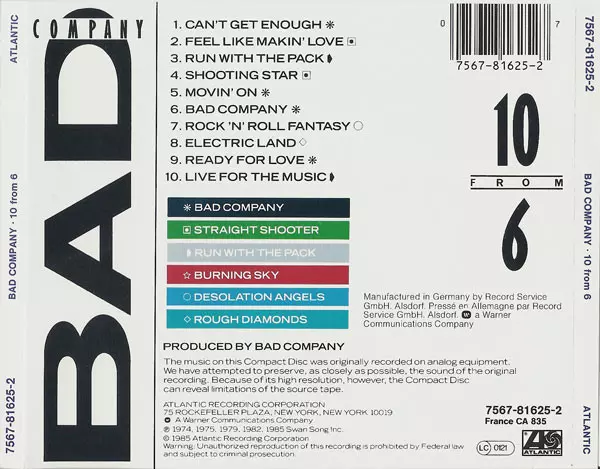 ATLANTIC
BAD COMPANY · 10 from 6
7567-81625-2
BAD
COMPANY
1. CAN'T GET ENOUGH ✳
2. FEEL LIKE MAKIN' LOVE ▣
3. RUN WITH THE PACK ◗
4. SHOOTING STAR ▣
5. MOVIN' ON ✳
6. BAD COMPANY ✳
7. ROCK 'N' ROLL FANTASY ○
8. ELECTRIC LAND ◇
9. READY FOR LOVE ✳
10. LIVE FOR THE MUSIC ◗
✳ BAD COMPANY
▣ STRAIGHT SHOOTER
◗ RUN WITH THE PACK
☆ BURNING SKY
○ DESOLATION ANGELS
◇ ROUGH DIAMONDS
PRODUCED BY BAD COMPANY
The music on this Compact Disc was originally recorded on analog equipment.
We have attempted to preserve, as closely as possible, the sound of the original
recording. Because of its high resolution, however, the Compact Disc
can reveal limitations of the source tape.
ATLANTIC RECORDING CORPORATION
75 ROCKEFELLER PLAZA, NEW YORK, NEW YORK 10019
A Warner Communications Company
℗ 1974, 1975, 1979, 1982, 1985 Swan Song Inc.
© 1985 Atlantic Recording Corporation
Warning: Unauthorized reproduction of this recording is prohibited by Federal law
and subject to criminal prosecution.
0 7
7567-81625-2
10
FROM
6
Manufactured in Germany by Record Service
GmbH. Alsdorf. Pressé en Allemagne par Record
Service GmbH. Alsdorf. a Warner
Communications Company
7567-81625-2
France CA 835
LC 0121
ATLANTIC
7567-81625-2
BAD COMPANY · 10 from 6
ATLANTIC